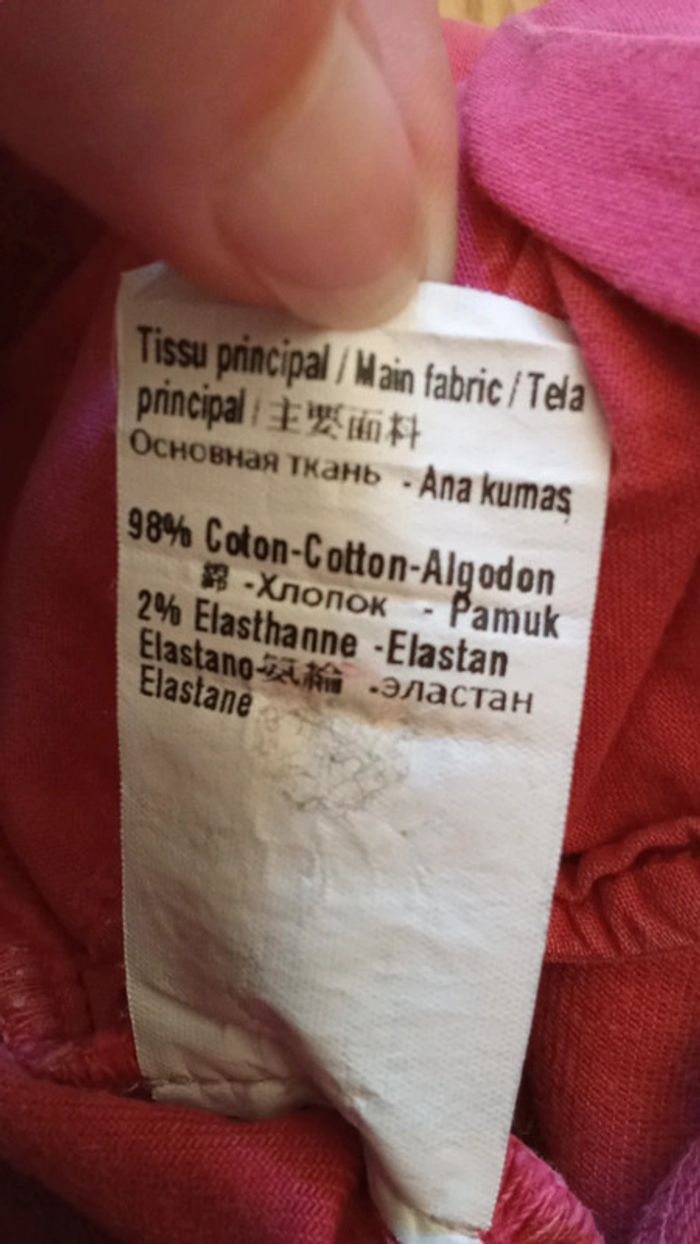 Tissu principal / Main fabric / Tela
principal / 主要面料
Основная ткань - Ana kumaş
98% Coton-Cotton-Algodon
綿 -Хлопок - Pamuk
2% Elasthanne -Elastan
Elastano-氨綸 -эластан
Elastane